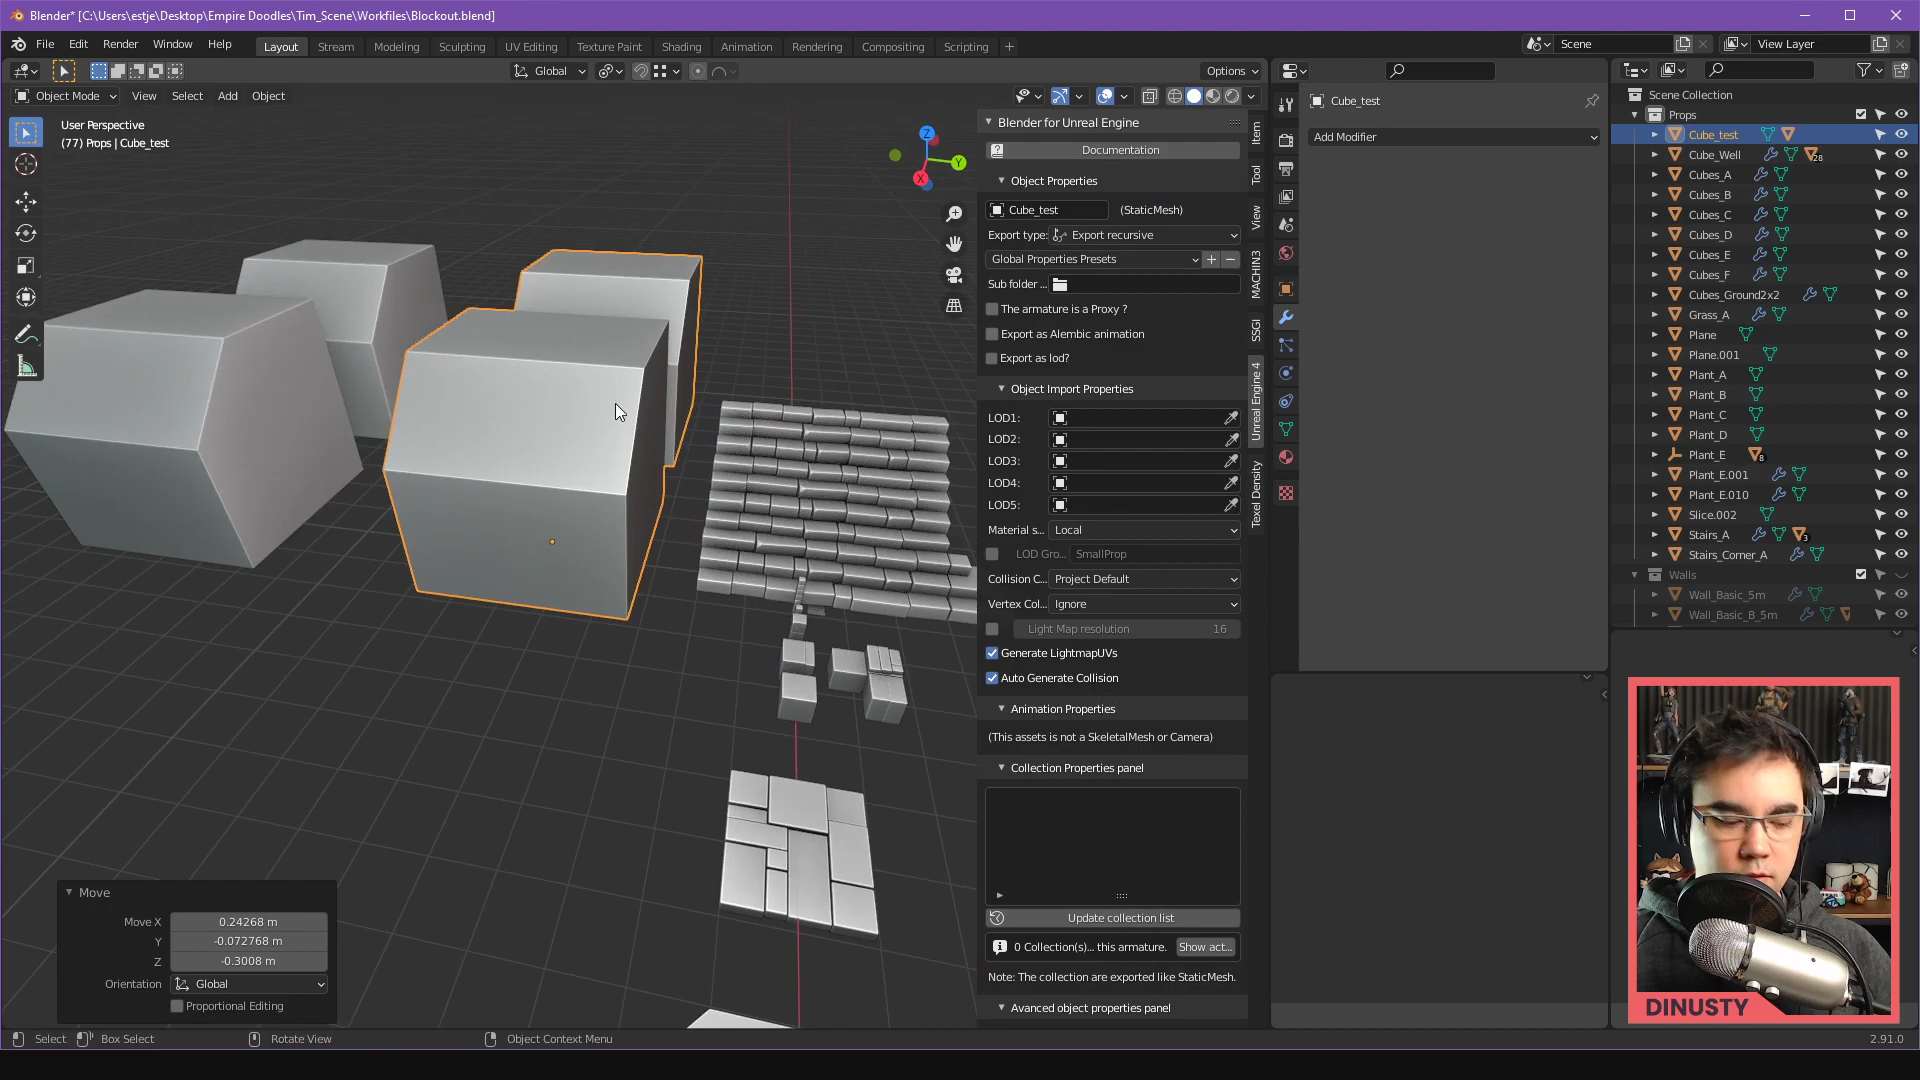 Blender* [C:\Users\estje\Desktop\Empire Doodles\Tim_Scene\Workfiles\Blockout.blend]
File Edit Render Window Help
Layout Stream Modeling Sculpting UV Editing Texture Paint Shading Animation Rendering Compositing Scripting +
Scene
View Layer
Global
Options
Object Mode View Select Add Object
User Perspective
(77) Props | Cube_test
Z
Y
X
Blender for Unreal Engine
Documentation
Object Properties
Cube_test (StaticMesh)
Export type: Export recursive
Global Properties Presets
Sub folder ...
The armature is a Proxy ?
Export as Alembic animation
Export as lod?
Object Import Properties
LOD1:
LOD2:
LOD3:
LOD4:
LOD5:
Material s... Local
LOD Gro... SmallProp
Collision C... Project Default
Vertex Col... Ignore
Light Map resolution 16
Generate LightmapUVs
Auto Generate Collision
Animation Properties
(This assets is not a SkeletalMesh or Camera)
Collection Properties panel
Update collection list
0 Collection(s)... this armature. Show act...
Note: The collection are exported like StaticMesh.
Avanced object properties panel
Item
Tool
View
MACHIN3
SSGI
Unreal Engine 4
Texel Density
Cube_test
Add Modifier
Scene Collection
Props
Cube_test
Cube_Well 28
Cubes_A
Cubes_B
Cubes_C
Cubes_D
Cubes_E
Cubes_F
Cubes_Ground2x2
Grass_A
Plane
Plane.001
Plant_A
Plant_B
Plant_C
Plant_D
Plant_E 8
Plant_E.001
Plant_E.010
Slice.002
Stairs_A 3
Stairs_Corner_A
Walls
Wall_Basic_5m
Wall_Basic_B_5m
Move
Move X 0.24268 m
Y -0.072768 m
Z -0.3008 m
Orientation Global
Proportional Editing
DINUSTY
Select Box Select Rotate View Object Context Menu 2.91.0